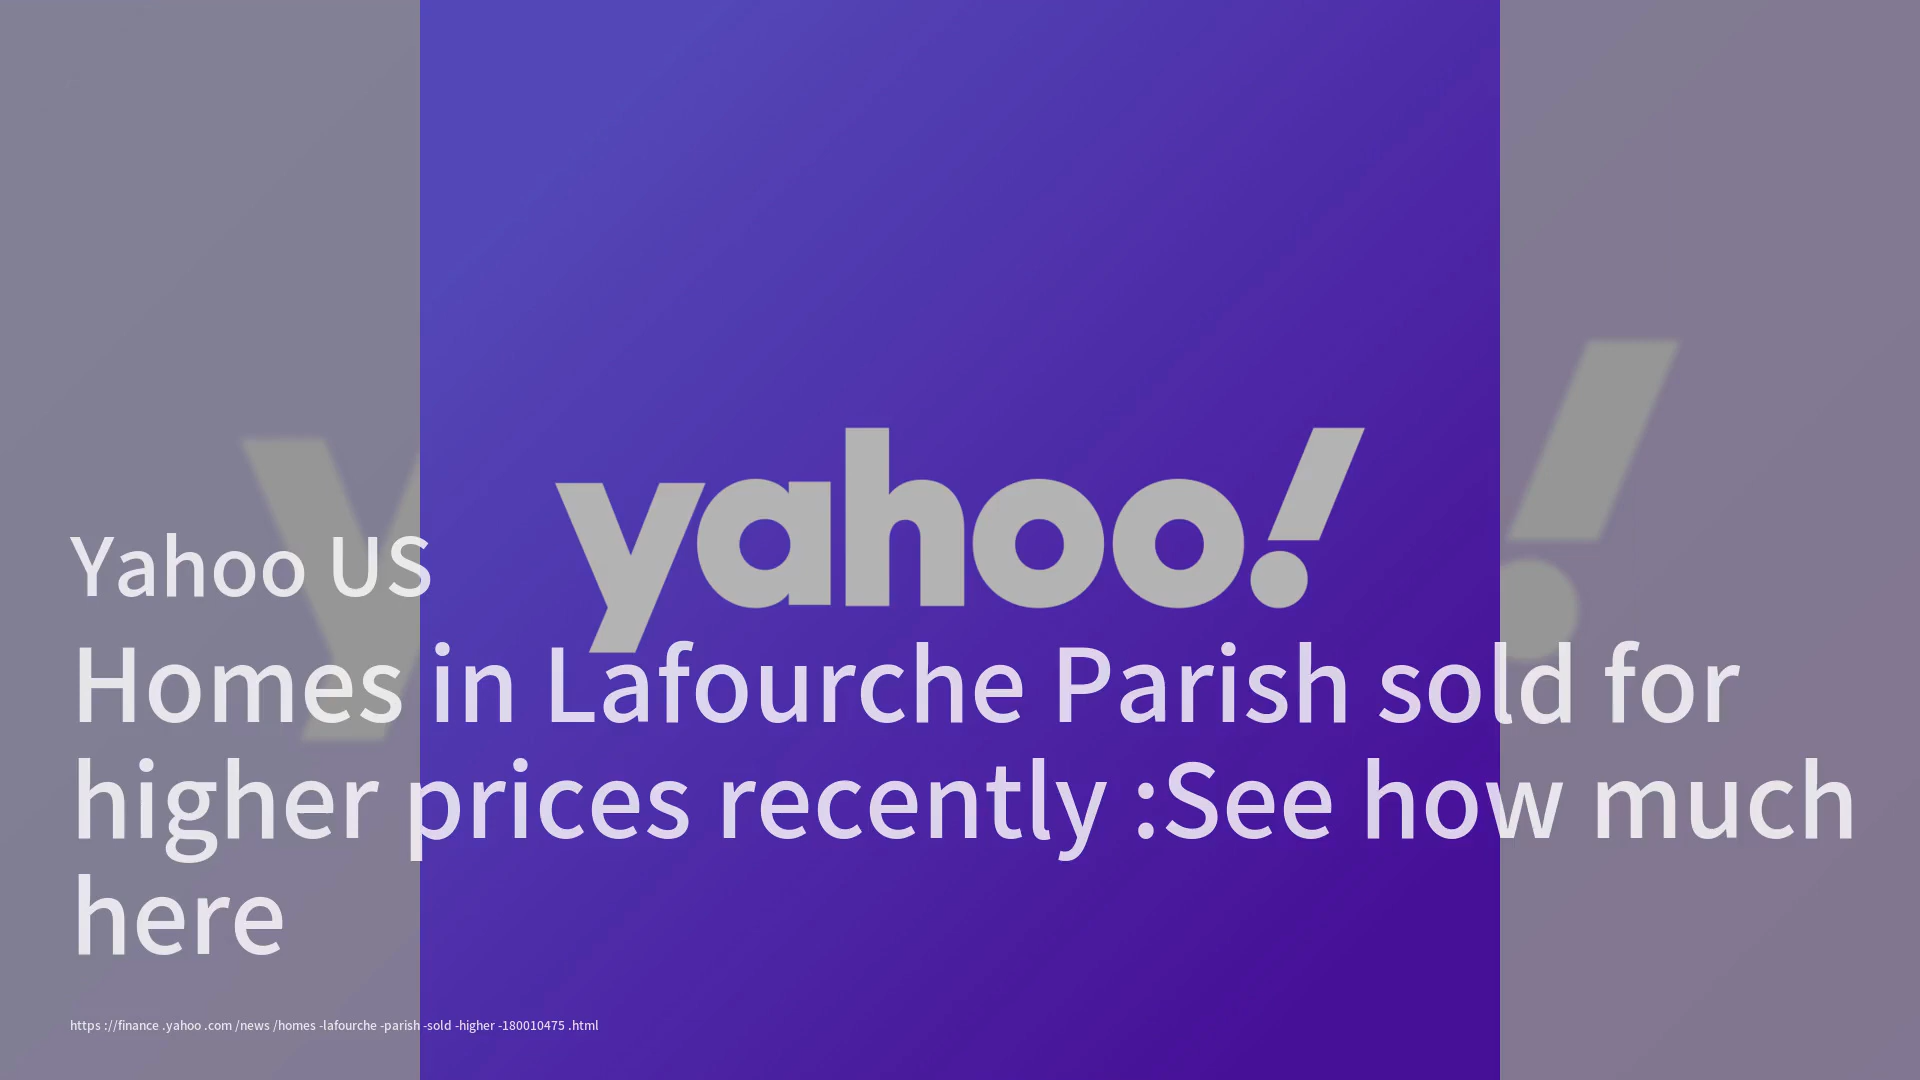 yahoo!
Yahoo US
Homes in Lafourche Parish sold for
higher prices recently :See how much
here
https ://finance .yahoo .com /news /homes -lafourche -parish -sold -higher -180010475 .html